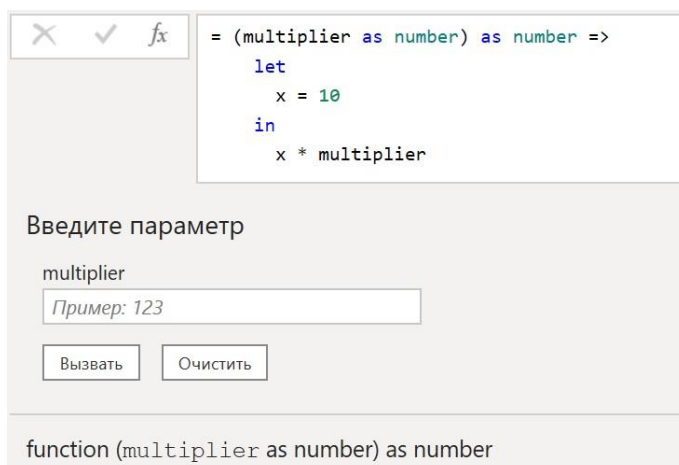 fx
= (multiplier as number) as number =>
let
x = 10
in
x * multiplier
Введите параметр
multiplier
Пример: 123
Вызвать Очистить
function (multiplier as number) as number